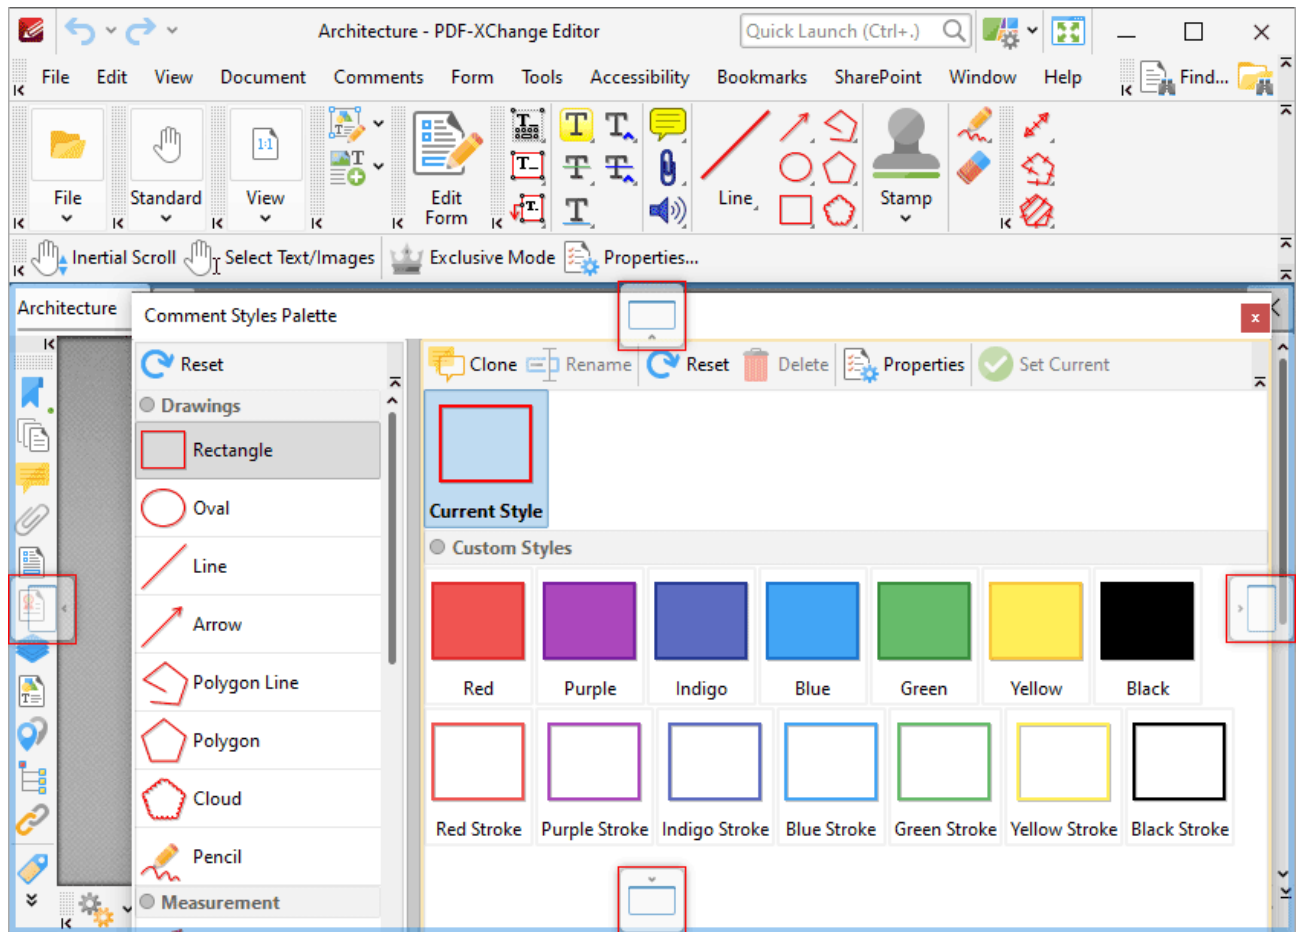 Architecture - PDF-XChange Editor
Quick Launch (Ctrl+.)
File Edit View Document Comments Form Tools Accessibility Bookmarks SharePoint Window Help Find...
1:1
File Standard View Edit Form Line Stamp
Inertial Scroll Select Text/Images Exclusive Mode Properties...
Architecture
Comment Styles Palette x
Reset
Clone Rename Reset Delete Properties Set Current
Drawings
Rectangle
Oval
Line
Arrow
Polygon Line
Polygon
Cloud
Pencil
Measurement
Current Style
Custom Styles
Red Purple Indigo Blue Green Yellow Black
Red Stroke Purple Stroke Indigo Stroke Blue Stroke Green Stroke Yellow Stroke Black Stroke